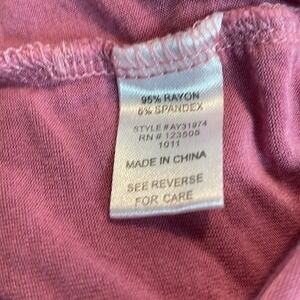 95% RAYON
5% SPANDEX
STYLE#AY31974
RN # 123505
1011
MADE IN CHINA
SEE REVERSE
FOR CARE